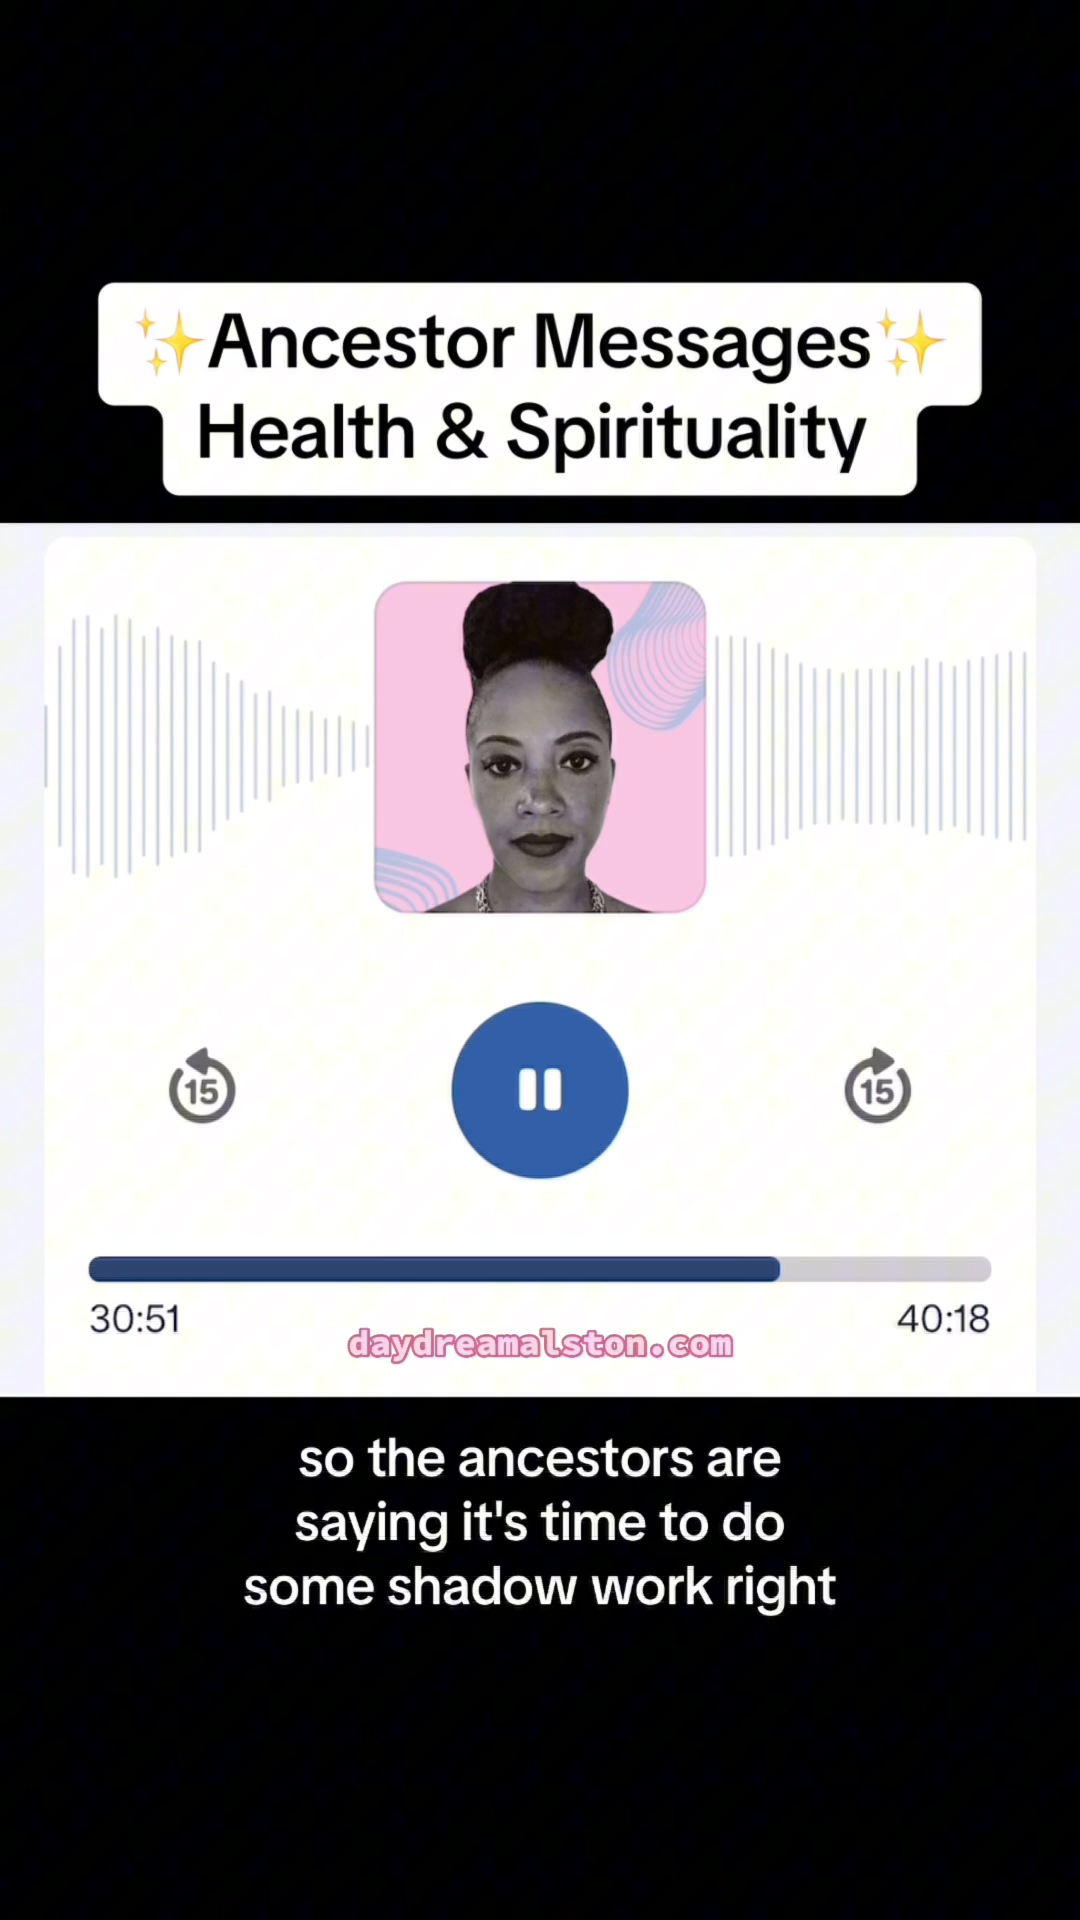 ✨Ancestor Messages✨
Health & Spirituality
15
15
30:51
40:18
daydreamalston.com
so the ancestors are
saying it's time to do
some shadow work right